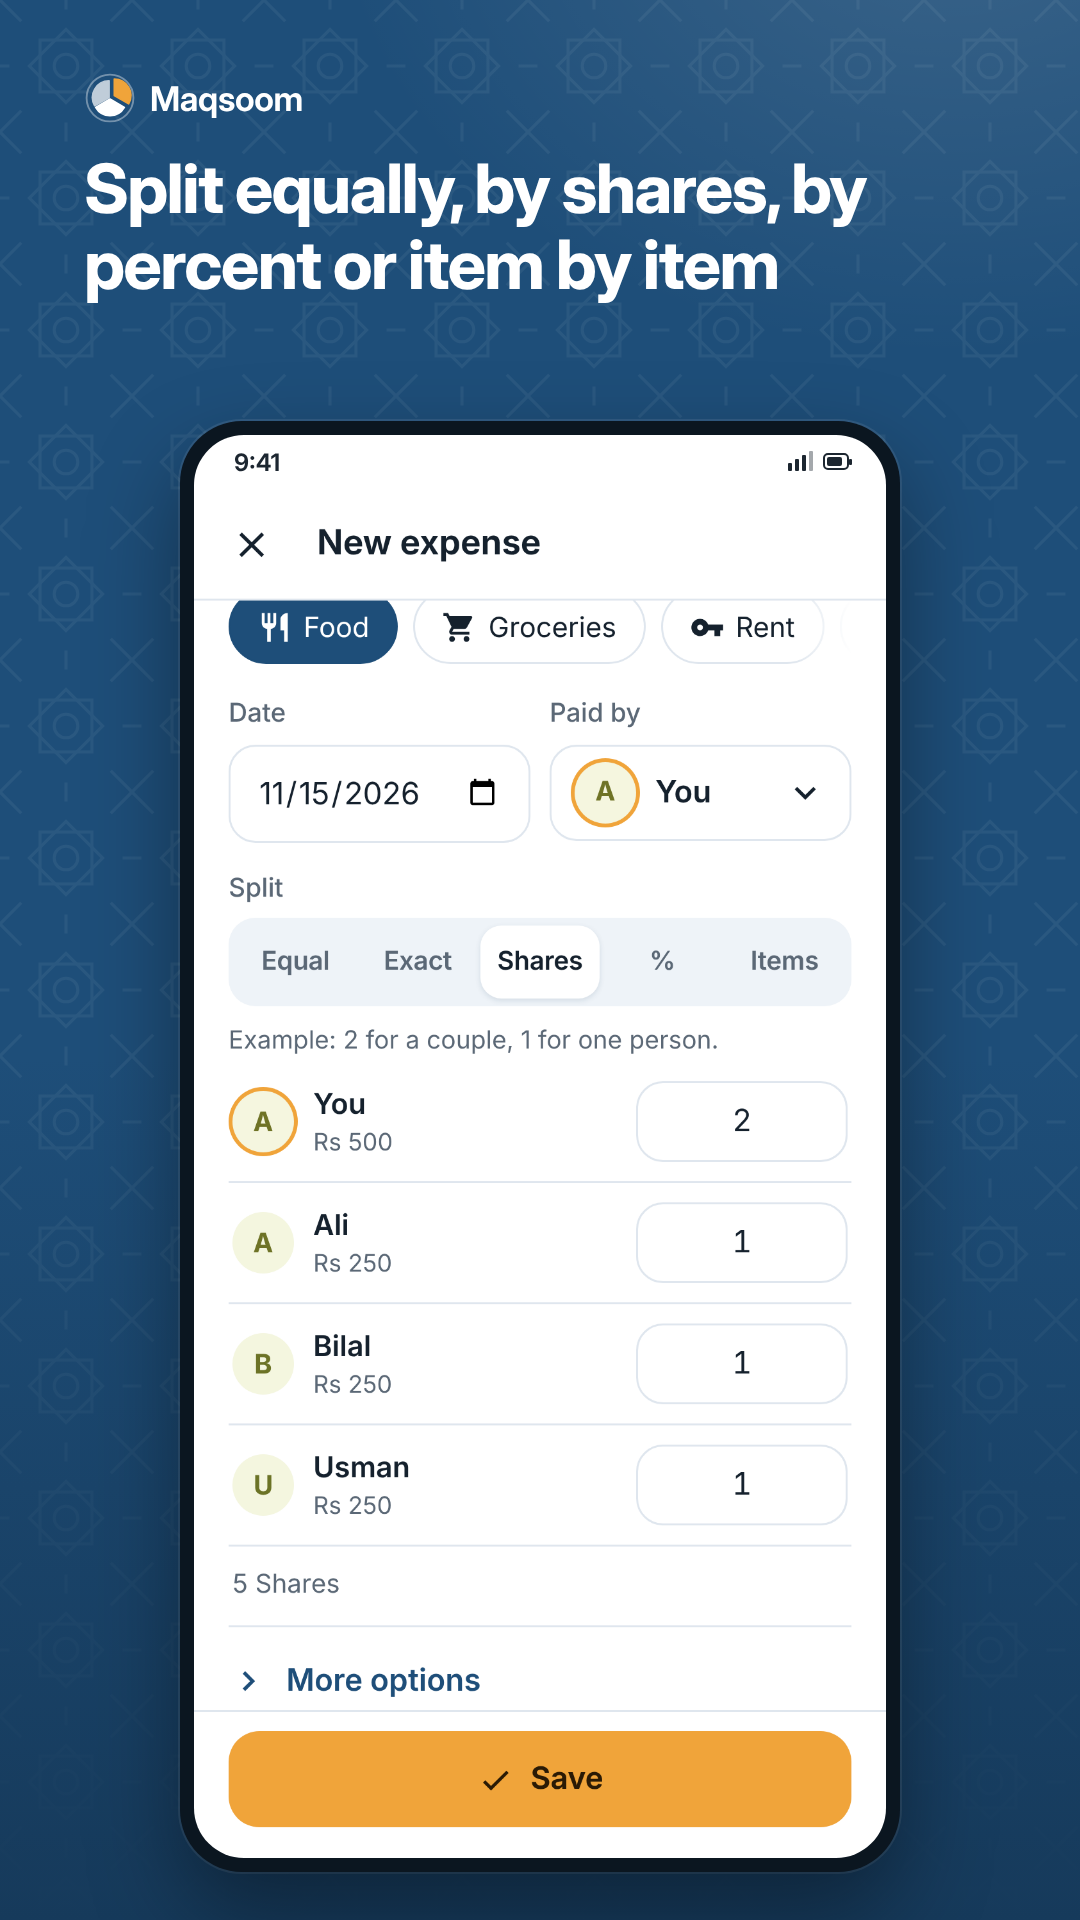 Maqsoom
Split equally, by shares, by
percent or item by item
9:41
New expense
Food
Groceries
Rent
Date
Paid by
11/15/2026
A
You
Split
Equal
Exact
Shares
%
Items
Example: 2 for a couple, 1 for one person.
A
You
Rs 500
2
A
Ali
Rs 250
1
B
Bilal
Rs 250
1
U
Usman
Rs 250
1
5 Shares
More options
Save